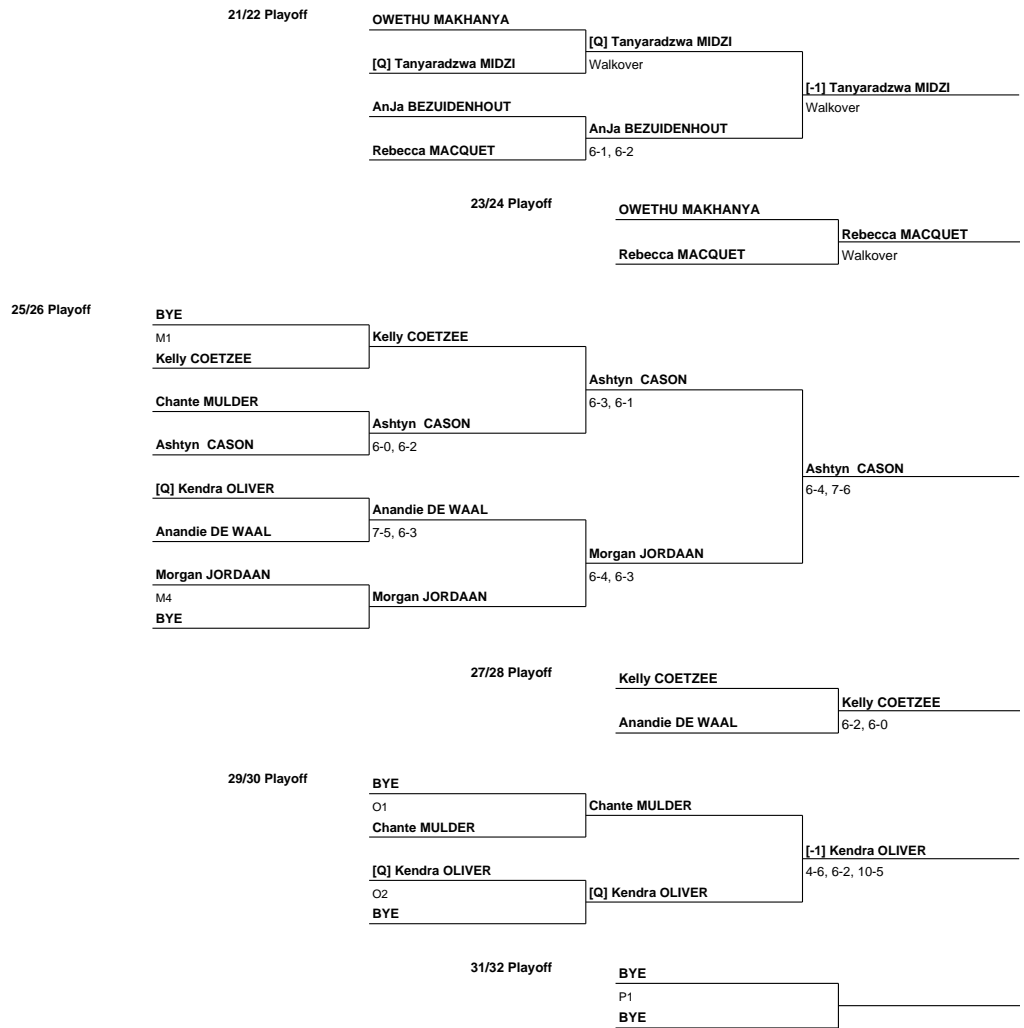 21/22 Playoff
OWETHU MAKHANYA
[Q] Tanyaradzwa MIDZI
[Q] Tanyaradzwa MIDZI
Walkover
[-1] Tanyaradzwa MIDZI
Walkover
AnJa BEZUIDENHOUT
AnJa BEZUIDENHOUT
Rebecca MACQUET
6-1, 6-2
23/24 Playoff
OWETHU MAKHANYA
Rebecca MACQUET
Rebecca MACQUET
Walkover
25/26 Playoff
BYE
M1
Kelly COETZEE
Kelly COETZEE
Ashtyn CASON
6-3, 6-1
Chante MULDER
Ashtyn CASON
Ashtyn CASON
6-0, 6-2
Ashtyn CASON
6-4, 7-6
[Q] Kendra OLIVER
Anandie DE WAAL
Anandie DE WAAL
7-5, 6-3
Morgan JORDAAN
6-4, 6-3
Morgan JORDAAN
M4
Morgan JORDAAN
BYE
27/28 Playoff
Kelly COETZEE
Kelly COETZEE
Anandie DE WAAL
6-2, 6-0
29/30 Playoff
BYE
O1
Chante MULDER
Chante MULDER
[-1] Kendra OLIVER
4-6, 6-2, 10-5
[Q] Kendra OLIVER
O2
[Q] Kendra OLIVER
BYE
31/32 Playoff
BYE
P1
BYE